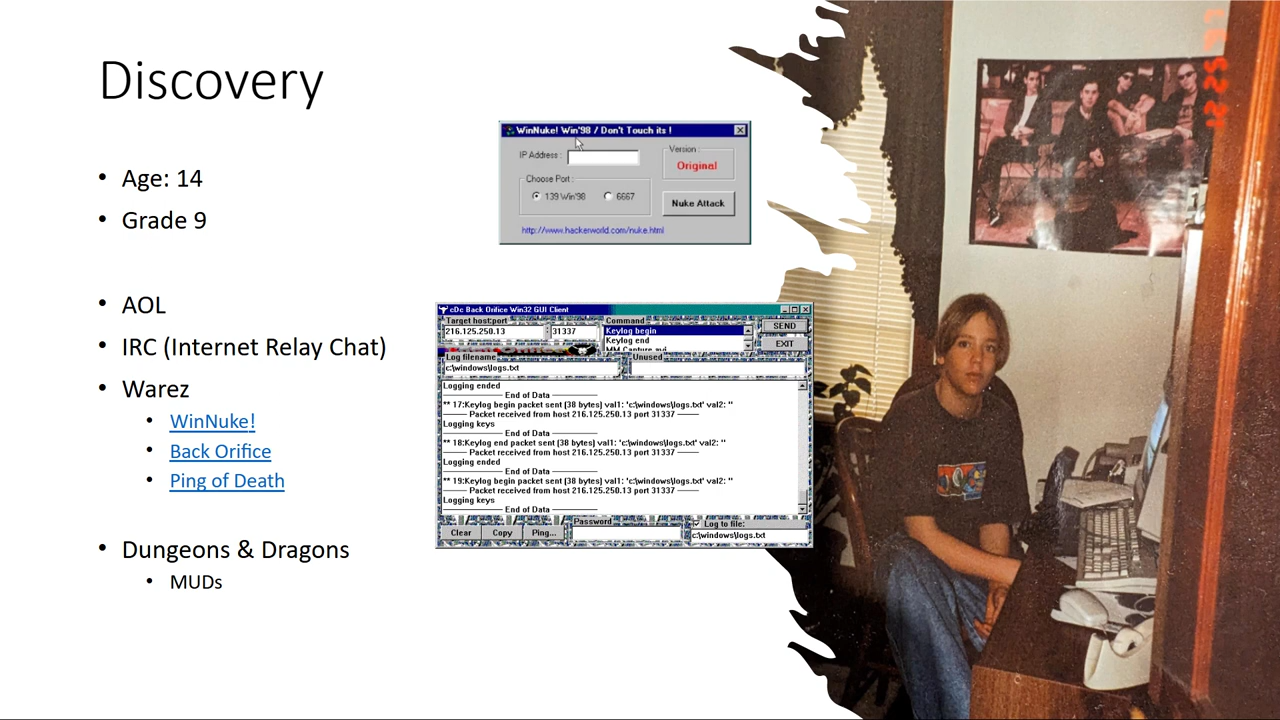 Discovery
Age: 14
Grade 9
AOL
IRC (Internet Relay Chat)
Warez
WinNuke!
Back Orifice
Ping of Death
Dungeons & Dragons
MUDs
WinNuke! Win'98 / Don't Touch its !
IP Address :
Version :
Original
Choose Port :
139 Win'98
6667
Nuke Attack
http://www.hackerworld.com/nuke.html
cDc Back Orifice Win32 GUI Client
Target host:port
Command
216.125.250.13
:31337
Keylog begin
Keylog end
MM Capture avi
SEND
EXIT
Log filename
Unused
c:\windows\logs.txt
Logging ended
------- End of Data -------
** 17:Keylog begin packet sent (38 bytes) val1: 'c:\windows\logs.txt' val2: ''
------- Packet received from host 216.125.250.13 port 31337 -------
Logging keys
------- End of Data -------
** 18:Keylog end packet sent (38 bytes) val1: 'c:\windows\logs.txt' val2: ''
------- Packet received from host 216.125.250.13 port 31337 -------
Logging ended
------- End of Data -------
** 19:Keylog begin packet sent (38 bytes) val1: 'c:\windows\logs.txt' val2: ''
------- Packet received from host 216.125.250.13 port 31337 -------
Logging keys
------- End of Data -------
Clear
Copy
Ping...
Password
Log to file:
c:\windows\logs.txt